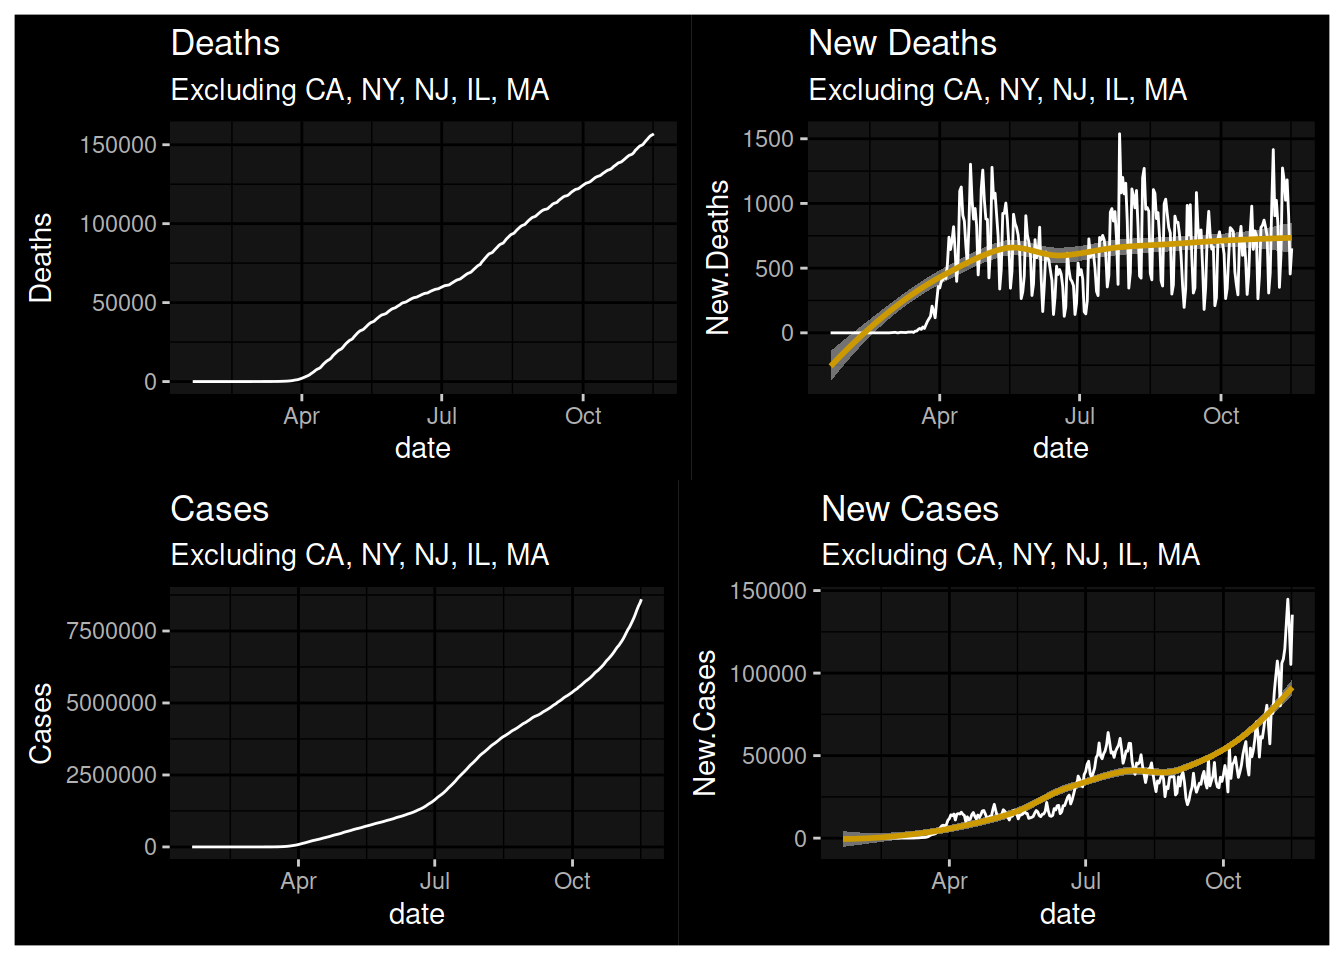 Deaths
Excluding CA, NY, NJ, IL, MA
150000
100000
50000
0
Deaths
Apr
Jul
Oct
date
New Deaths
Excluding CA, NY, NJ, IL, MA
1500
1000
500
0
New.Deaths
Apr
Jul
Oct
date
Cases
Excluding CA, NY, NJ, IL, MA
7500000
5000000
2500000
0
Cases
Apr
Jul
Oct
date
New Cases
Excluding CA, NY, NJ, IL, MA
150000
100000
50000
0
New.Cases
Apr
Jul
Oct
date